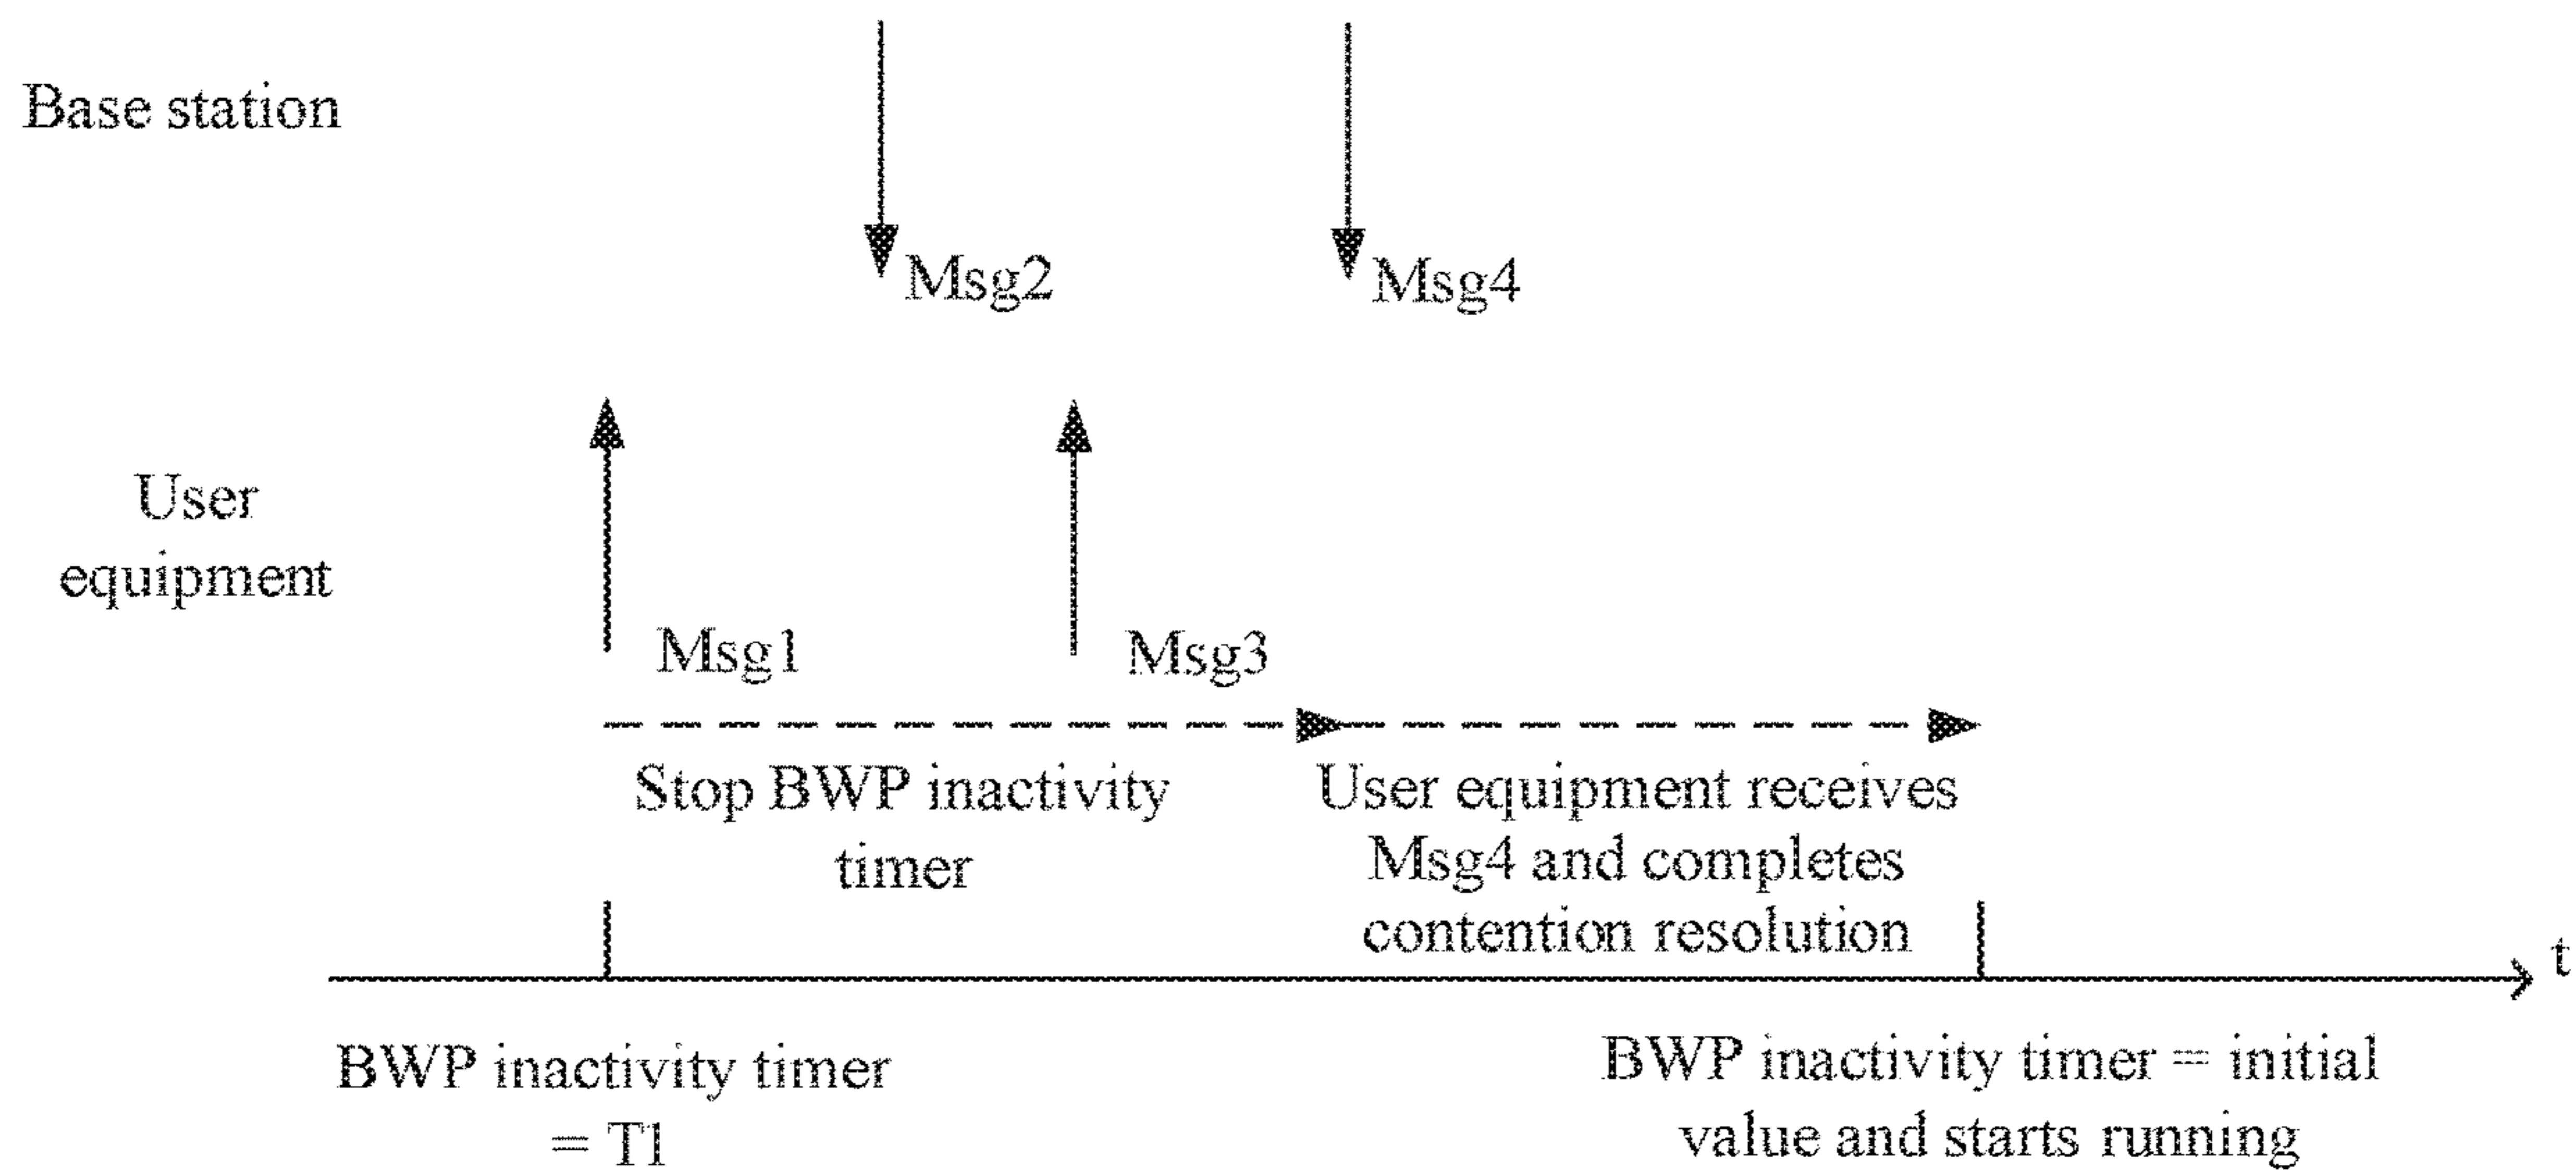 Base station
Msg2
Msg4
User
equipment
Msg1
Msg3
Stop BWP inactivity
timer
User equipment receives
Msg4 and completes
contention resolution
t
BWP inactivity timer
= T1
BWP inactivity timer = initial
value and starts running